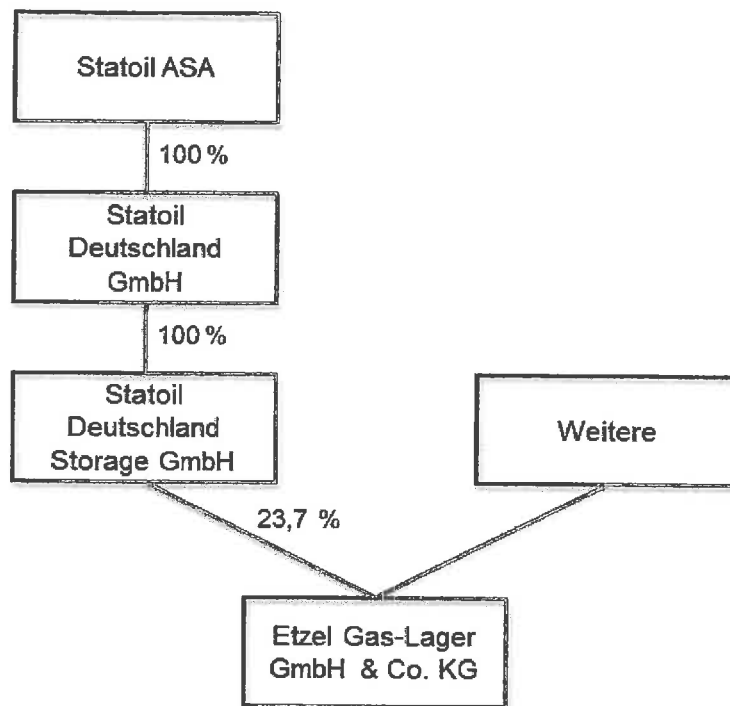 Statoil ASA
100 %
Statoil
Deutschland
GmbH
100 %
Statoil
Deutschland
Storage GmbH
Weitere
23,7 %
Etzel Gas-Lager
GmbH & Co. KG